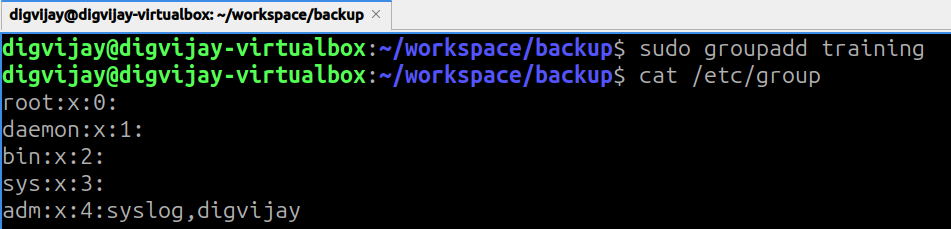 digvijay@digvijay-virtualbox: ~/workspace/backup ×
digvijay@digvijay-virtualbox:~/workspace/backup$ sudo groupadd training
digvijay@digvijay-virtualbox:~/workspace/backup$ cat /etc/group
root:x:0:
daemon:x:1:
bin:x:2:
sys:x:3:
adm:x:4:syslog,digvijay